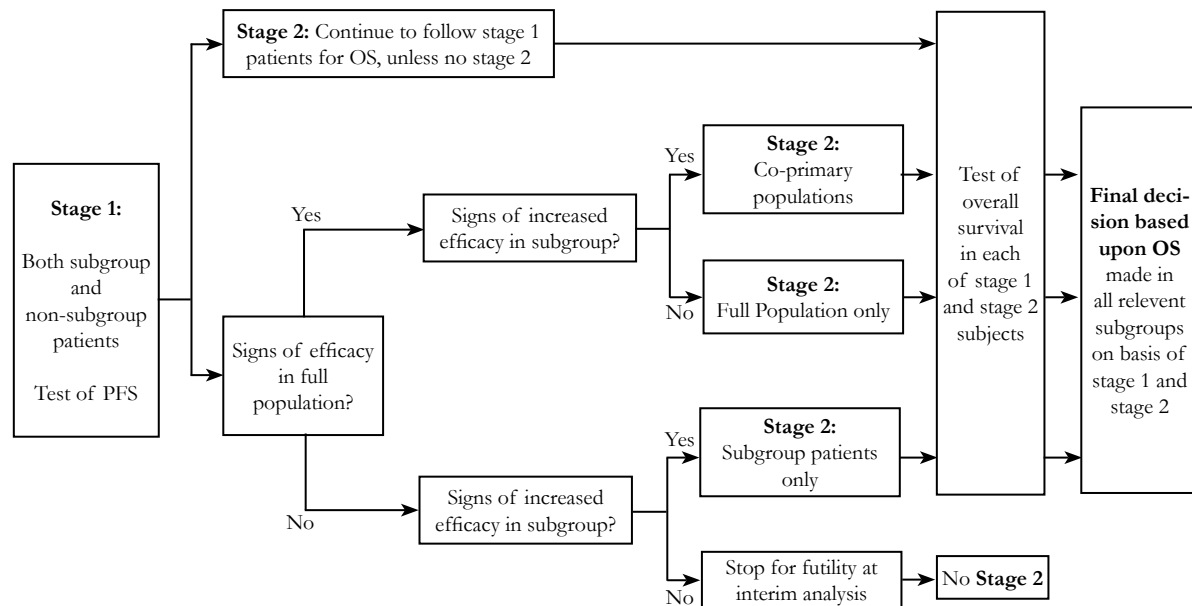 Stage 1:
Both subgroup
and
non-subgroup
patients
Test of PFS
Stage 2: Continue to follow stage 1
patients for OS, unless no stage 2
Signs of efficacy
in full
population?
Yes
No
Signs of increased
efficacy in subgroup?
Yes
No
Stage 2:
Co-primary
populations
Stage 2:
Full Population only
Signs of increased
efficacy in subgroup?
Yes
No
Stage 2:
Subgroup patients
only
Stop for futility at
interim analysis
No Stage 2
Test of
overall
survival
in each
of stage 1
and stage 2
subjects
Final deci-
sion based
upon OS
made in
all relevent
subgroups
on basis of
stage 1 and
stage 2